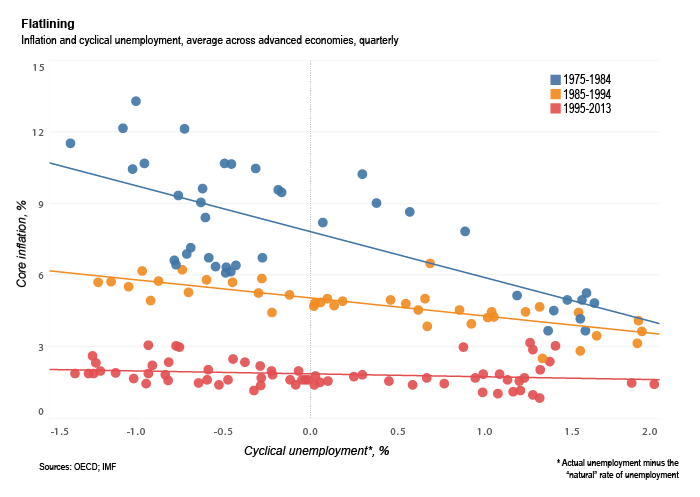 Flatlining
Inflation and cyclical unemployment, average across advanced economies, quarterly
15
12
9
6
3
0
Core inflation, %
1975-1984
1985-1994
1995-2013
-1.5 -1.0 -0.5 0.0 0.5 1.0 1.5 2.0
Cyclical unemployment*, %
Sources: OECD; IMF
* Actual unemployment minus the
“natural” rate of unemployment